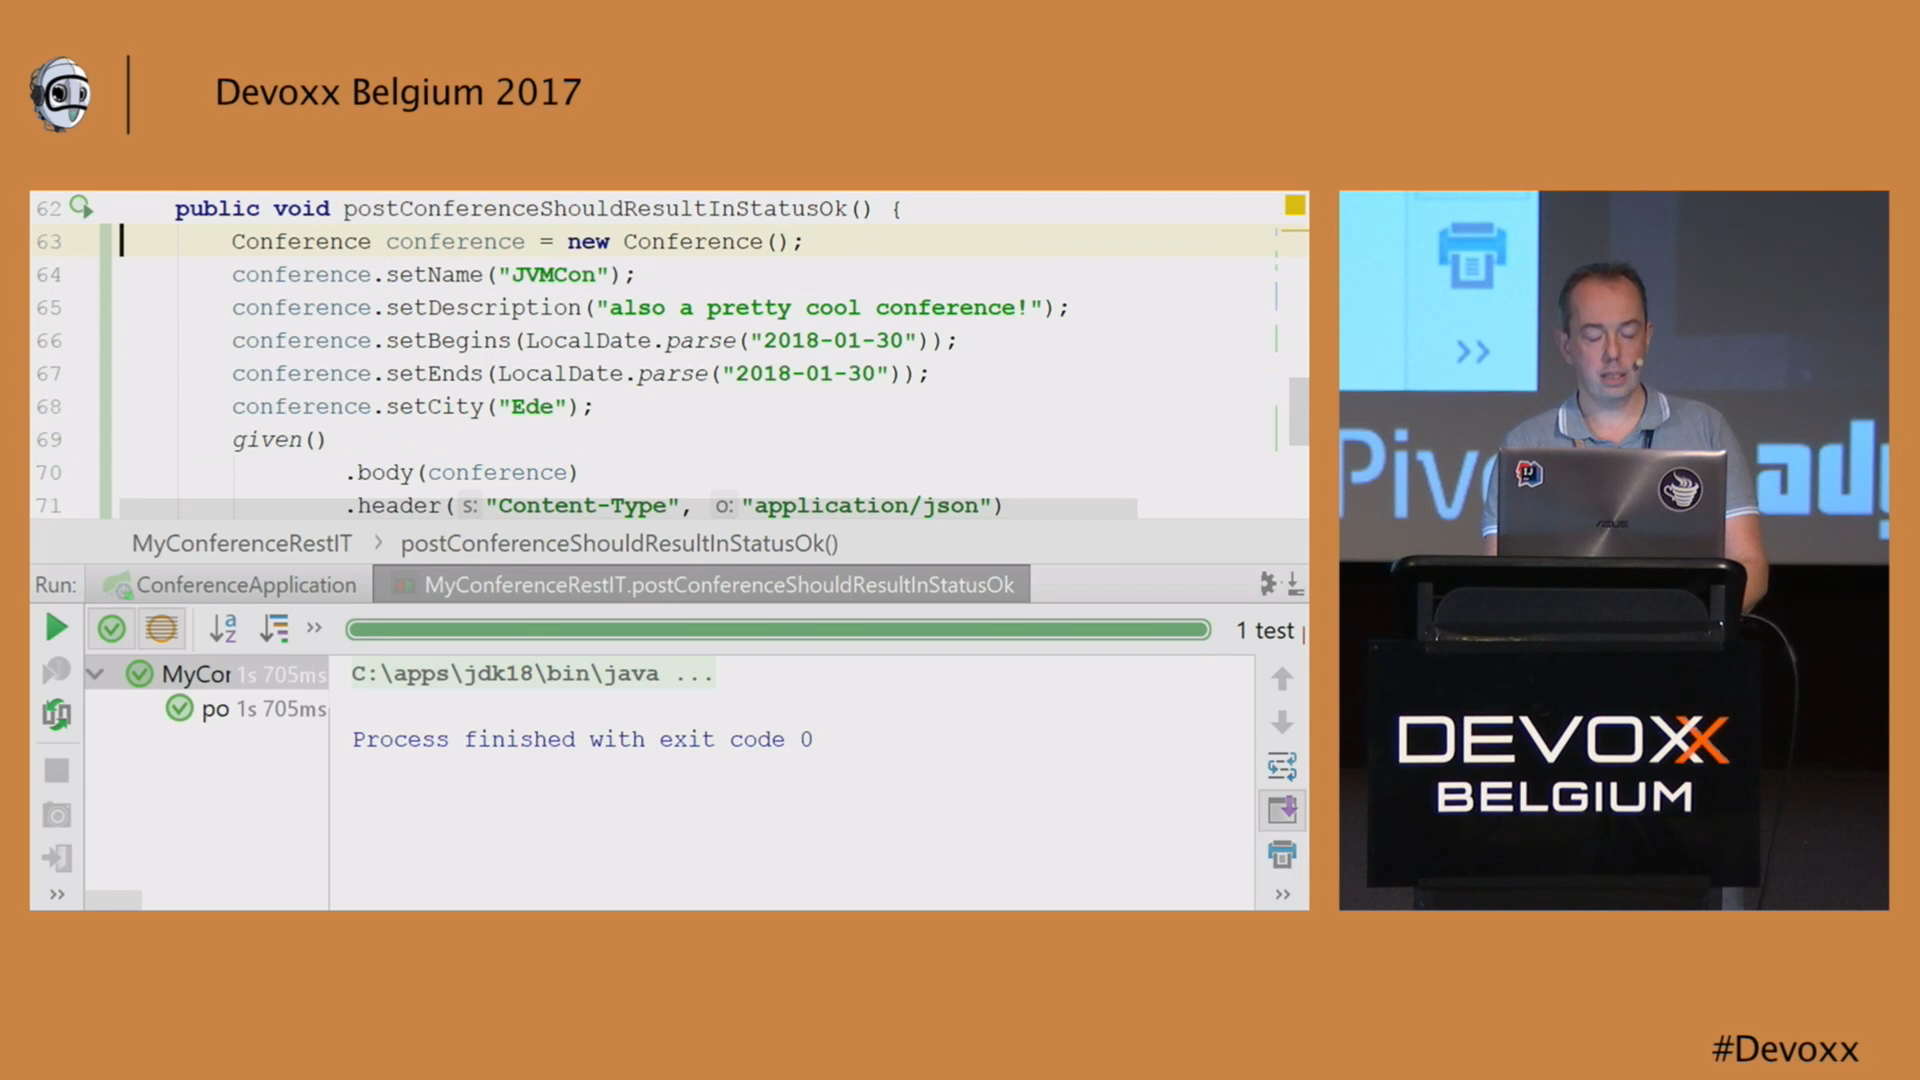 Devoxx Belgium 2017
62 public void postConferenceShouldResultInStatusOk() {
63 Conference conference = new Conference();
64 conference.setName("JVMCon");
65 conference.setDescription("also a pretty cool conference!");
66 conference.setBegins(LocalDate.parse("2018-01-30"));
67 conference.setEnds(LocalDate.parse("2018-01-30"));
68 conference.setCity("Ede");
69 given()
70 .body(conference)
71 .header( s: "Content-Type", o: "application/json")
MyConferenceRestIT > postConferenceShouldResultInStatusOk()
Run: ConferenceApplication MyConferenceRestIT.postConferenceShouldResultInStatusOk
1 test
MyCor 1s 705ms
po 1s 705ms
C:\apps\jdk18\bin\java ...
Process finished with exit code 0
Piv
IJ
ASUS
DEVOXX
BELGIUM
#Devoxx